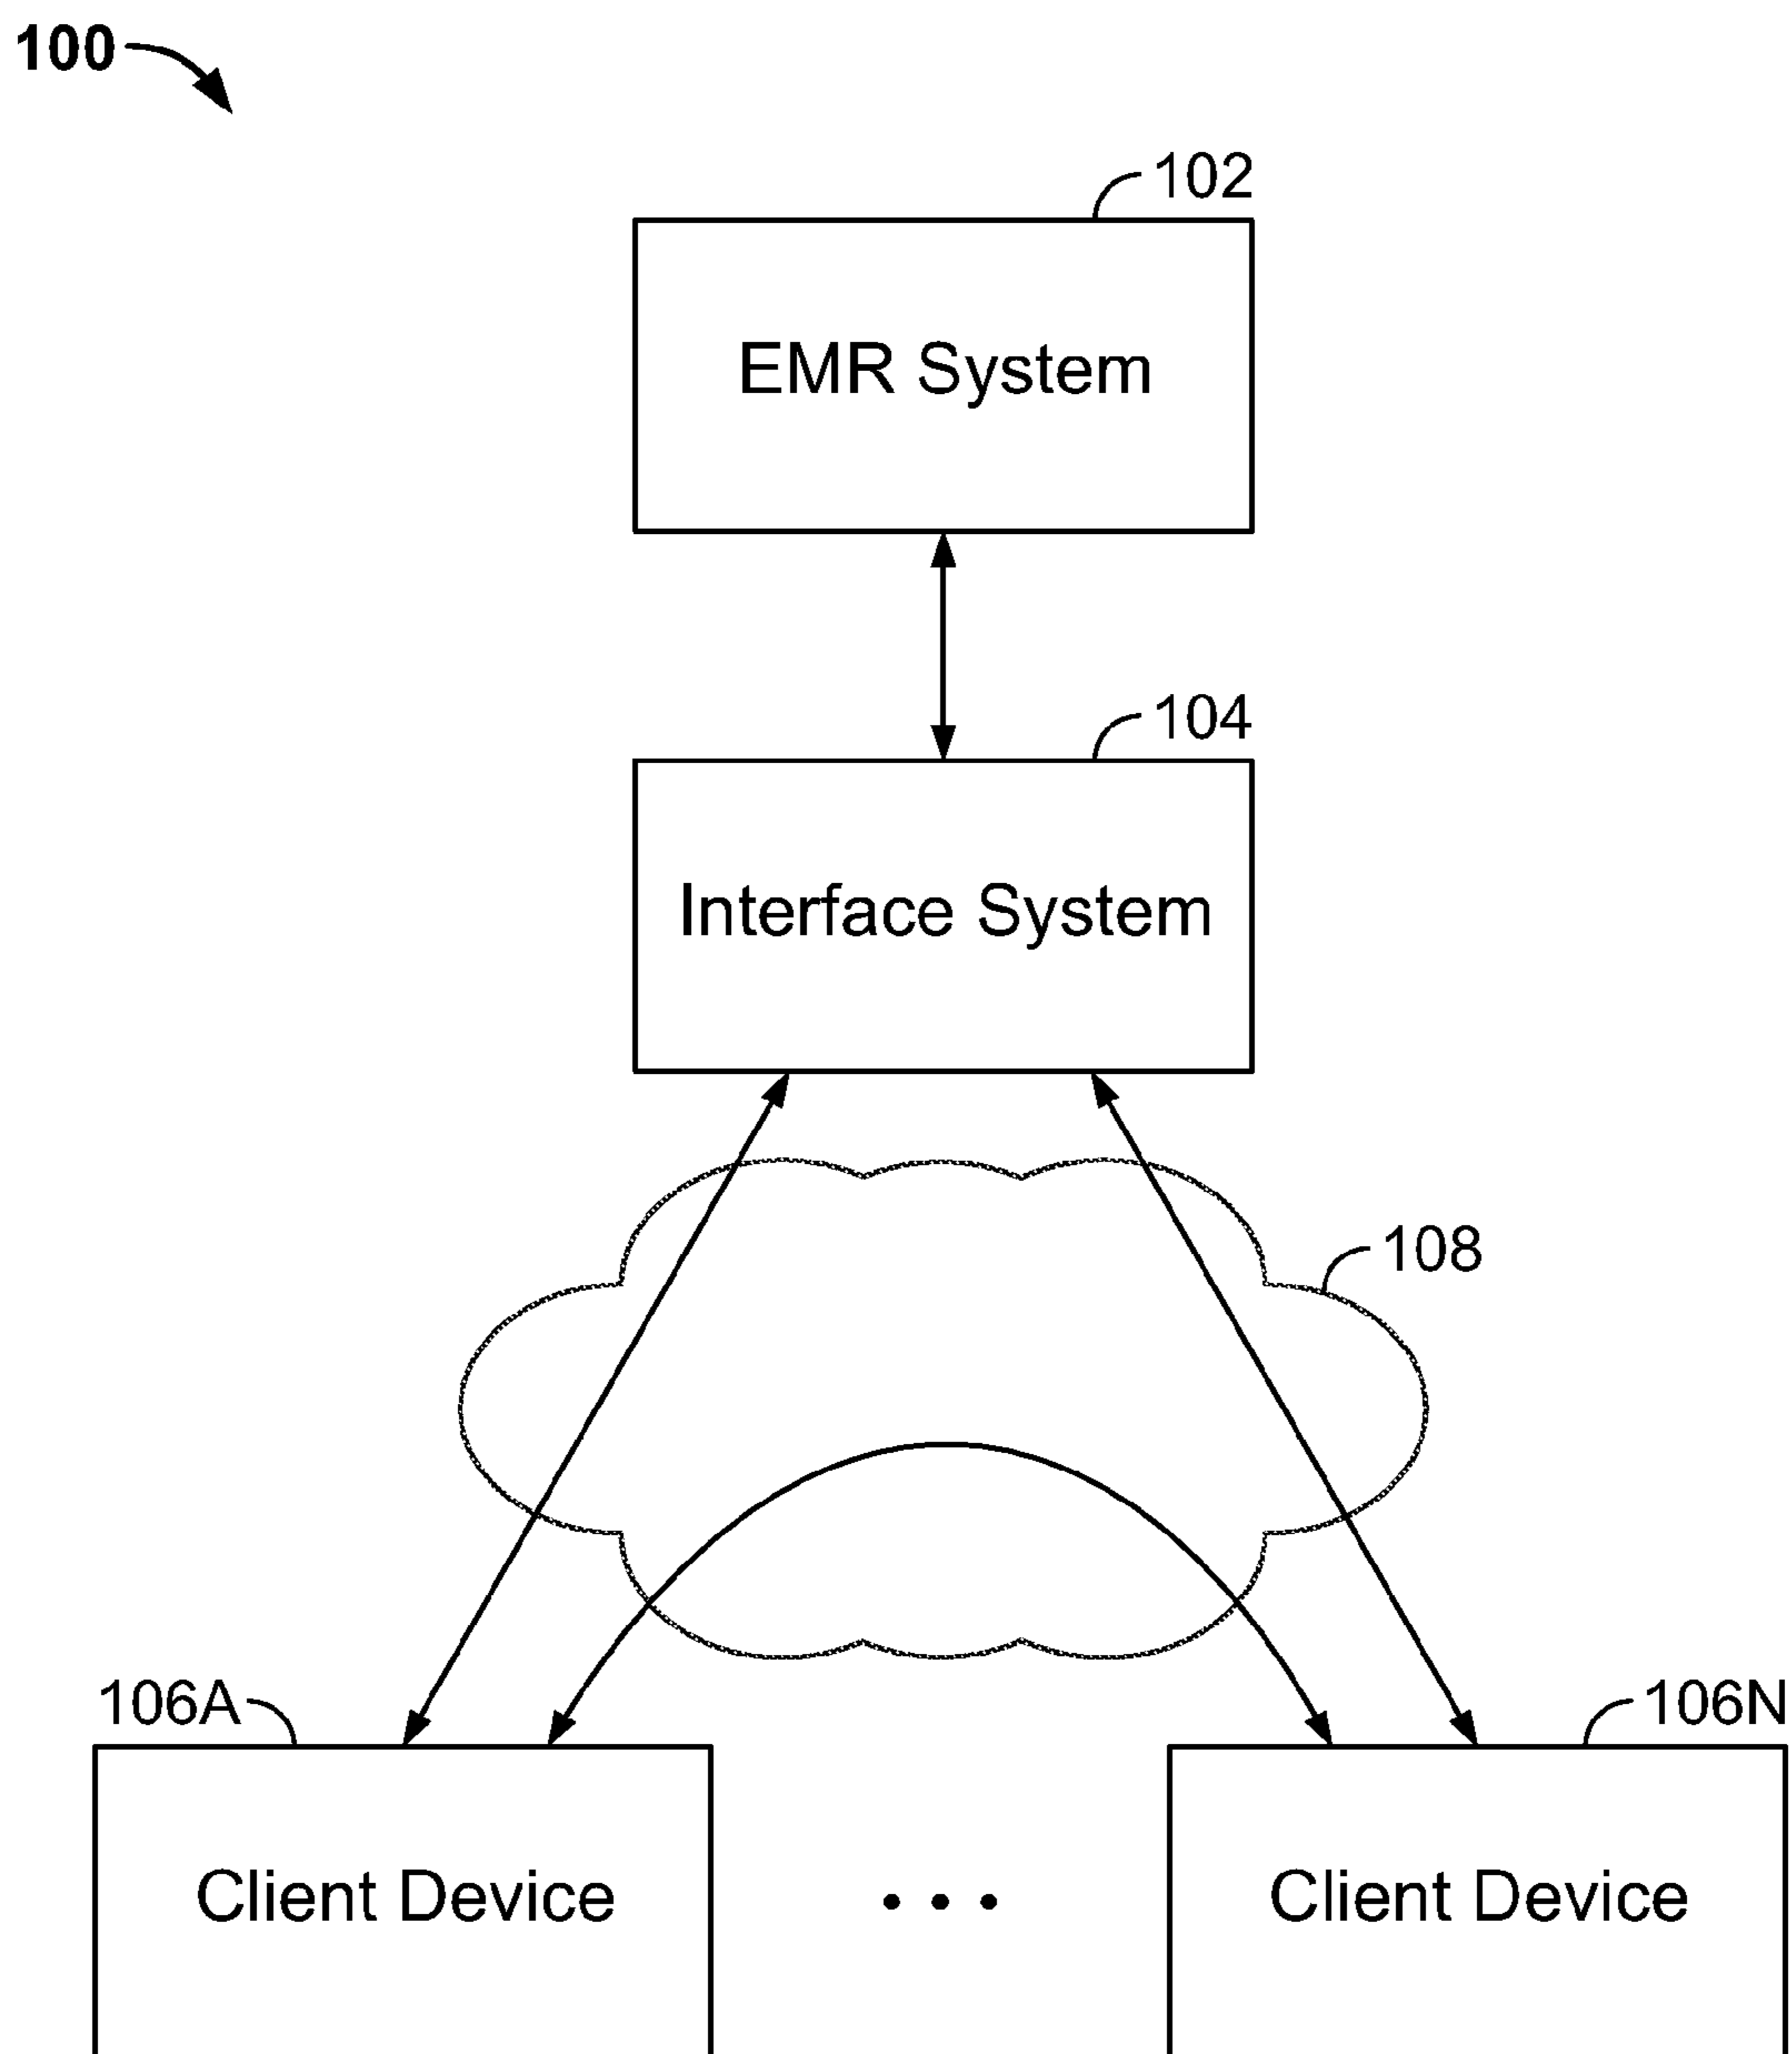 100
102
EMR System
104
Interface System
108
106A
106N
Client Device
• • •
Client Device